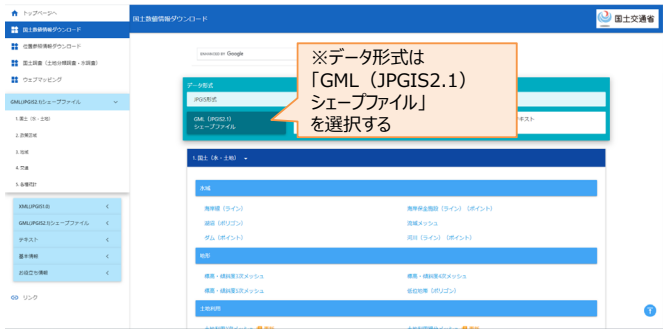 トップページへ
国土数値情報ダウンロード
位置参照情報ダウンロード
国土調査（土地分類調査・水調査）
ウェブマッピング
GML(JPGIS2.1)シェープファイル
1.国土（水・土地）
2.政策区域
3.地域
4.交通
5.各種統計
XML(JPGIS1.0)
GML(JPGIS2.1)シェープファイル
テキスト
基本情報
お役立ち情報
リンク
国土数値情報ダウンロード
国土交通省
ENHANCED BY Google
※データ形式は
「GML（JPGIS2.1）
シェープファイル」
を選択する
データ形式
JPGIS形式
GML（JPGIS2.1）
シェープファイル
テキスト
1.国土（水・土地）
水域
海岸線（ライン）
海岸保全施設（ライン）（ポイント）
湖沼（ポリゴン）
流域メッシュ
ダム（ポイント）
河川（ライン）（ポイント）
地形
標高・傾斜度3次メッシュ
標高・傾斜度4次メッシュ
標高・傾斜度5次メッシュ
低位地帯（ポリゴン）
土地利用